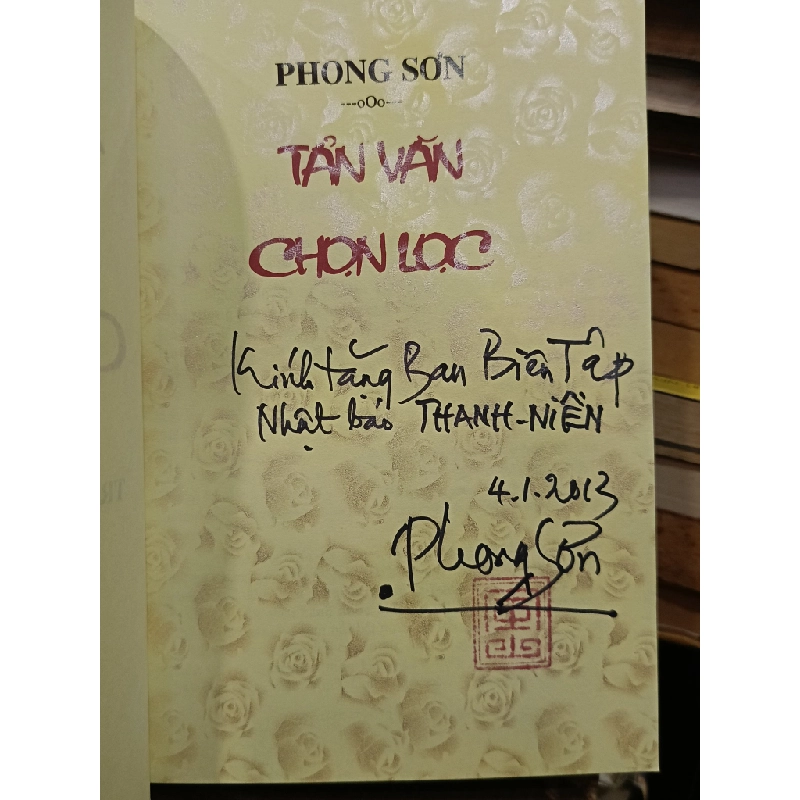 PHONG SƠN
---oOo---
TẢN VĂN
CHỌN LỌC
Kính tặng Ban Biên Tập
Nhật báo THANH-NIÊN
4.1.2013
Phong Sơn